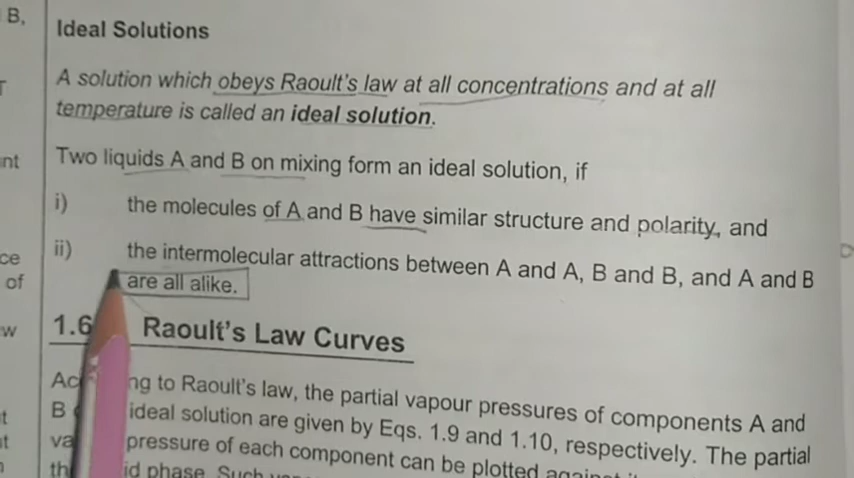 B,
Ideal Solutions
A solution which obeys Raoult's law at all concentrations and at all
temperature is called an ideal solution.
nt Two liquids A and B on mixing form an ideal solution, if
i) the molecules of A and B have similar structure and polarity, and
ce ii) the intermolecular attractions between A and A, B and B, and A and B
of are all alike.
w 1.6 Raoult's Law Curves
ng to Raoult's law, the partial vapour pressures of components A and
B ideal solution are given by Eqs. 1.9 and 1.10, respectively. The partial
pressure of each component can be plotted against
phase. Such